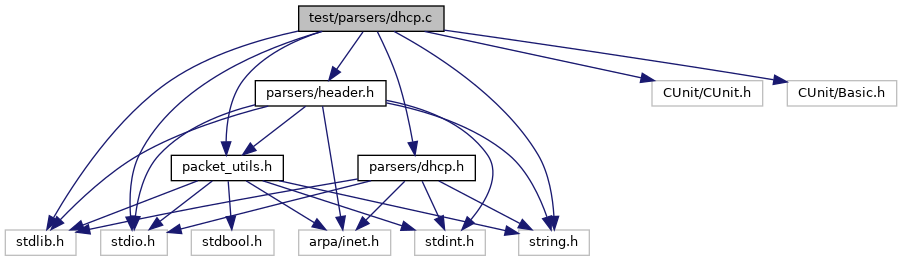 test/parsers/dhcp.c
parsers/header.h
CUnit/CUnit.h
CUnit/Basic.h
packet_utils.h
parsers/dhcp.h
stdlib.h
stdio.h
stdbool.h
arpa/inet.h
stdint.h
string.h